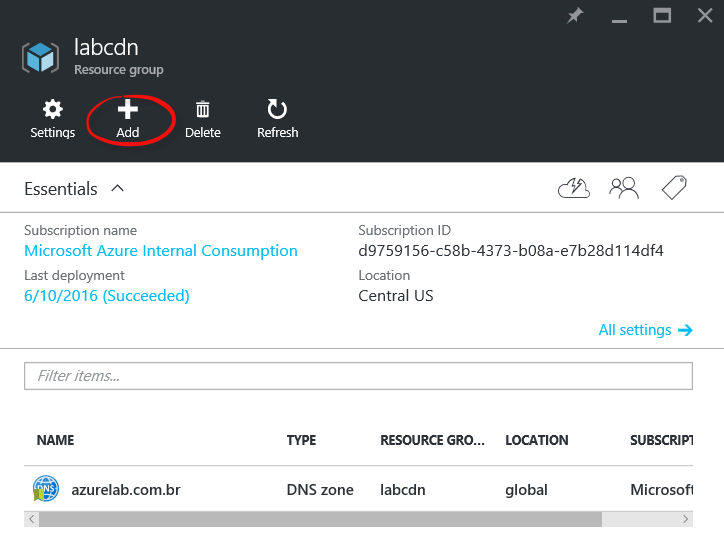 labcdn
Resource group
Settings Add Delete Refresh
Essentials
Subscription name Subscription ID
Microsoft Azure Internal Consumption d9759156-c58b-4373-b08a-e7b28d114df4
Last deployment Location
6/10/2016 (Succeeded) Central US
All settings
Filter items...
NAME TYPE RESOURCE GRO... LOCATION SUBSCRIPT
DNS azurelab.com.br DNS zone labcdn global Microsoft